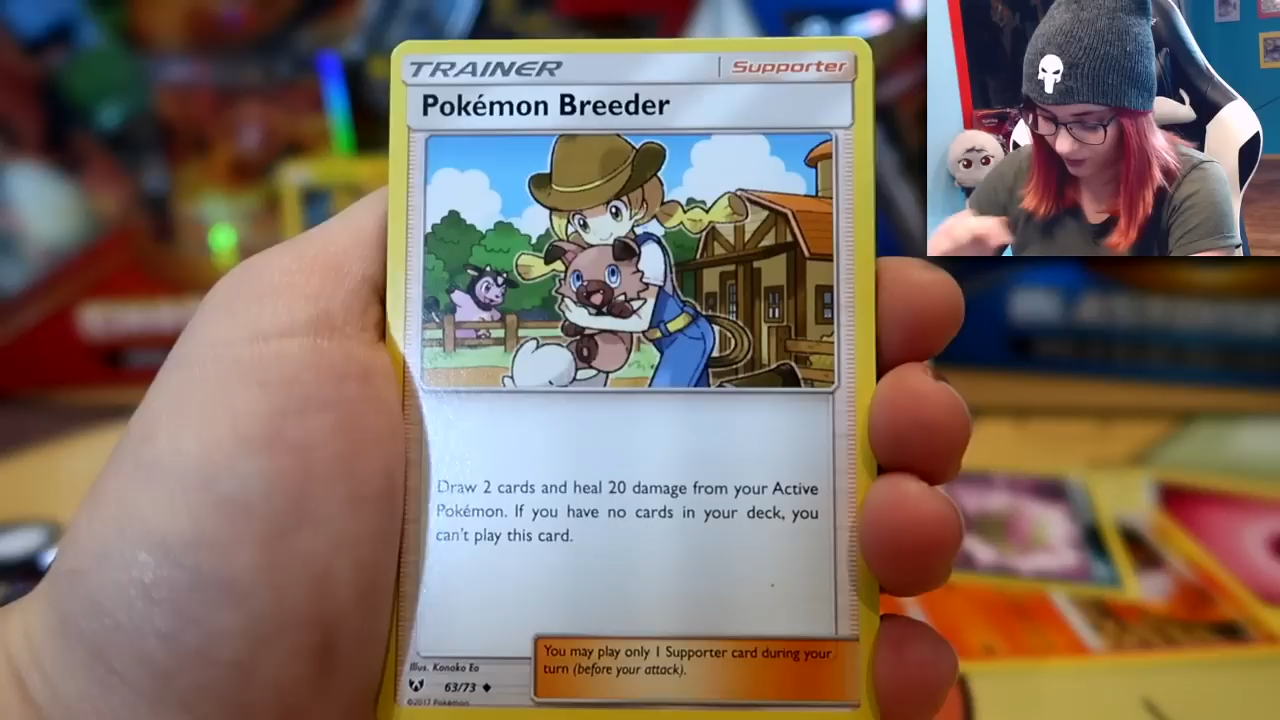 TRAINER Supporter
Pokémon Breeder
Draw 2 cards and heal 20 damage from your Active
Pokémon. If you have no cards in your deck, you
can't play this card.
You may play only 1 Supporter card during your
turn (before your attack).
Illus. Konoko Eo
63/73
©2017 Pokémon